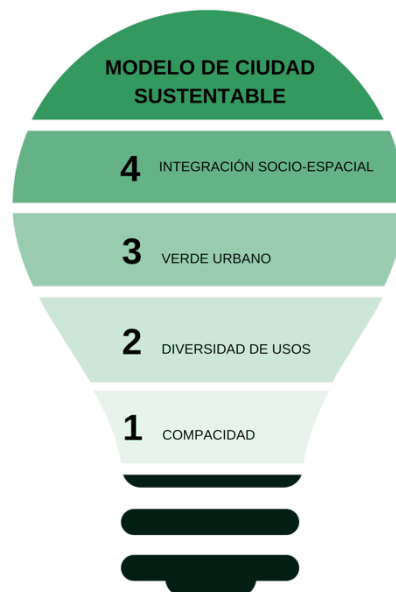 MODELO DE CIUDAD
SUSTENTABLE
4 INTEGRACIÓN SOCIO-ESPACIAL
3 VERDE URBANO
2 DIVERSIDAD DE USOS
1 COMPACIDAD